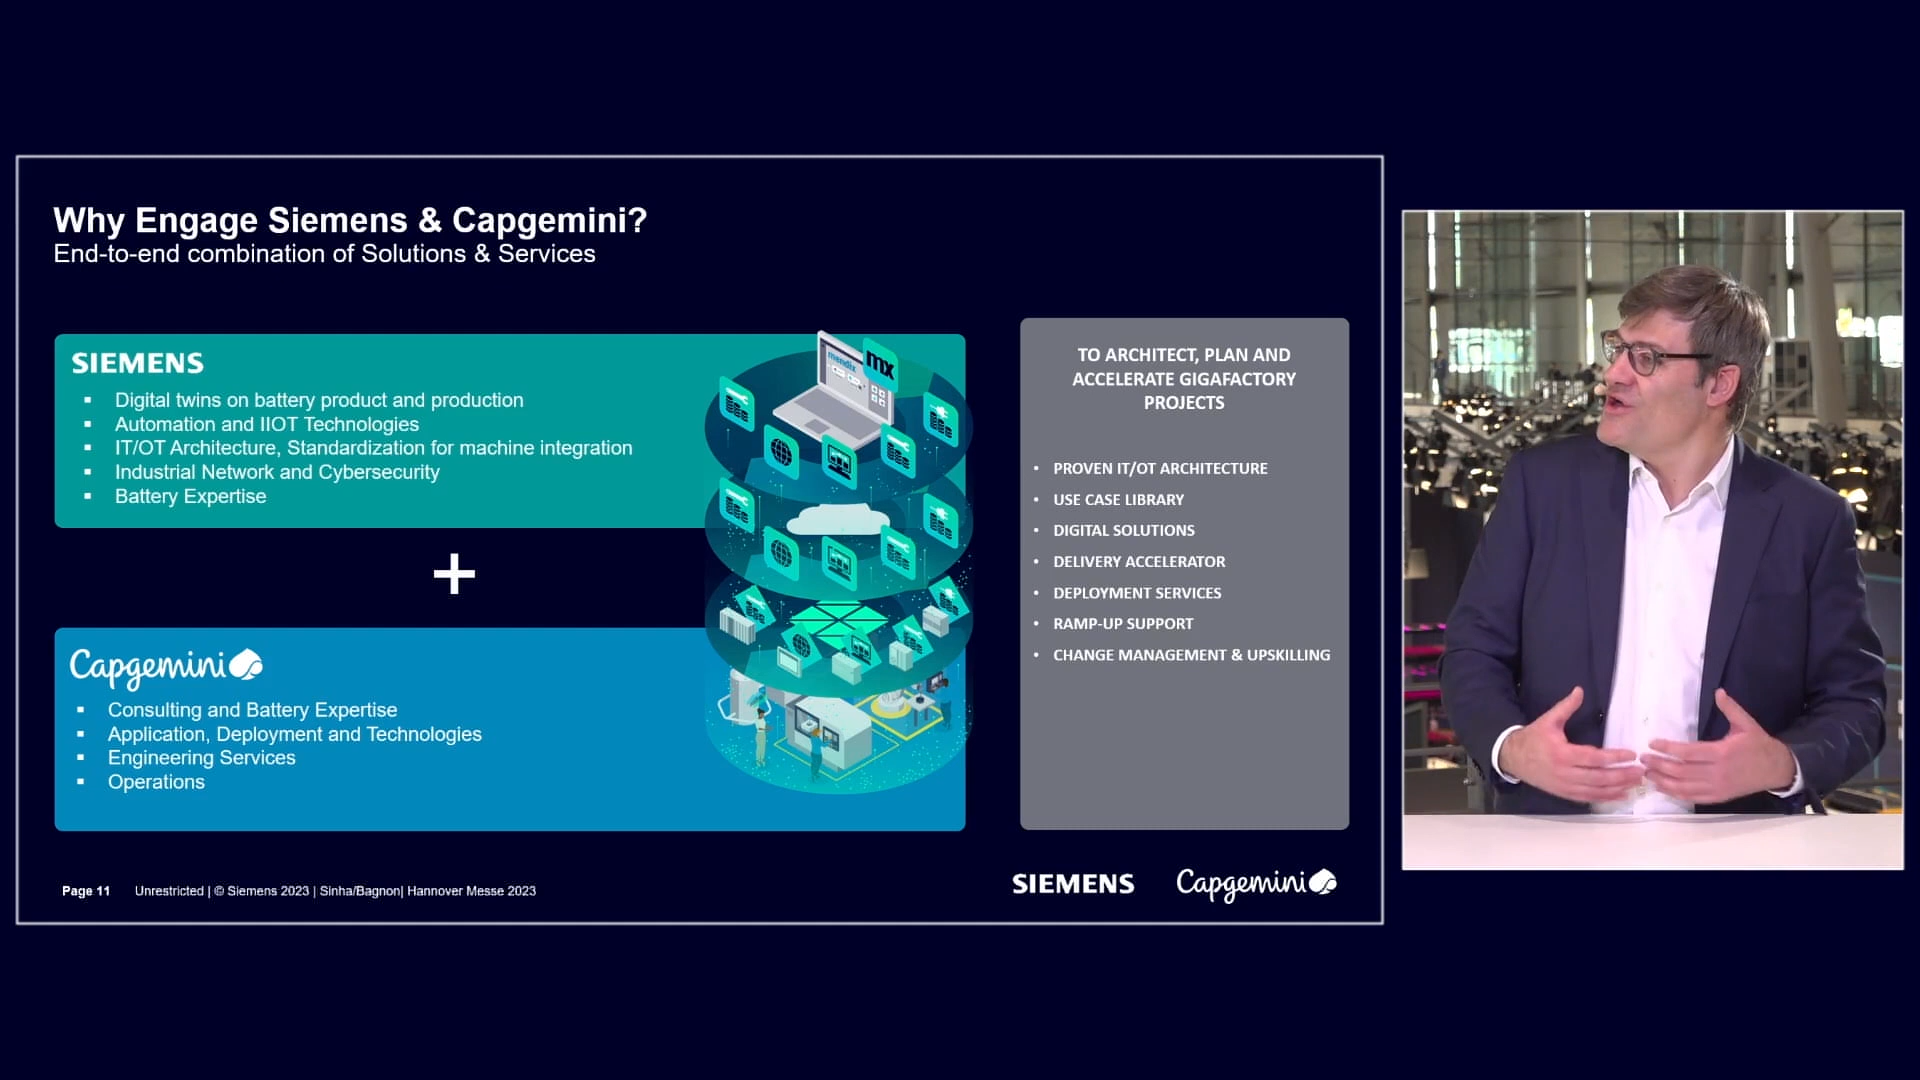 Why Engage Siemens & Capgemini?
End-to-end combination of Solutions & Services
SIEMENS
▪ Digital twins on battery product and production
▪ Automation and IIOT Technologies
▪ IT/OT Architecture, Standardization for machine integration
▪ Industrial Network and Cybersecurity
▪ Battery Expertise
mendix
mx
+
Capgemini
▪ Consulting and Battery Expertise
▪ Application, Deployment and Technologies
▪ Engineering Services
▪ Operations
TO ARCHITECT, PLAN AND
ACCELERATE GIGAFACTORY
PROJECTS
• PROVEN IT/OT ARCHITECTURE
• USE CASE LIBRARY
• DIGITAL SOLUTIONS
• DELIVERY ACCELERATOR
• DEPLOYMENT SERVICES
• RAMP-UP SUPPORT
• CHANGE MANAGEMENT & UPSKILLING
Page 11 Unrestricted | © Siemens 2023 | Sinha/Bagnon| Hannover Messe 2023
SIEMENS Capgemini